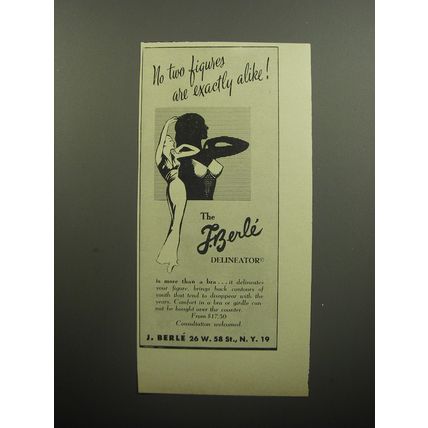 No two figures
are exactly alike!
The
J. Berlé
DELINEATOR©
is more than a bra . . . it delineates
your figure, brings back contours of
youth that tend to disappear with the
years. Comfort in a bra or girdle can
not be bought over the counter.
From $17.50
Consultation welcomed.
J. BERLÉ 26 W. 58 St., N. Y. 19